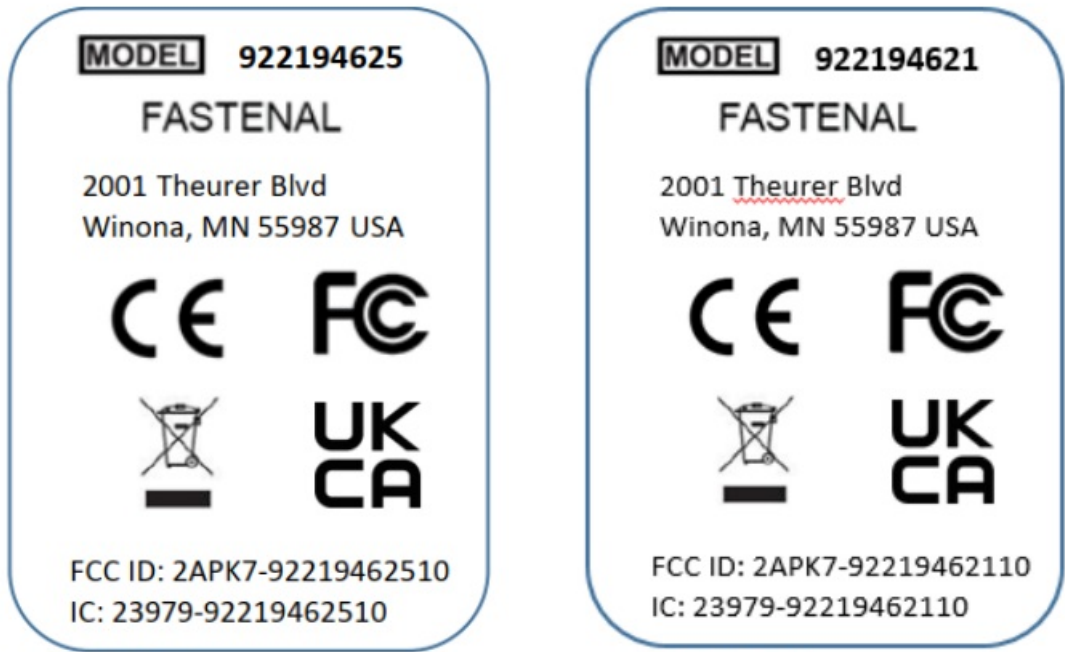 MODEL 922194625
FASTENAL
2001 Theurer Blvd
Winona, MN 55987 USA
CE FC
UK
CA
FCC ID: 2APK7-92219462510
IC: 23979-92219462510
MODEL 922194621
FASTENAL
2001 Theurer Blvd
Winona, MN 55987 USA
CE FC
UK
CA
FCC ID: 2APK7-92219462110
IC: 23979-92219462110